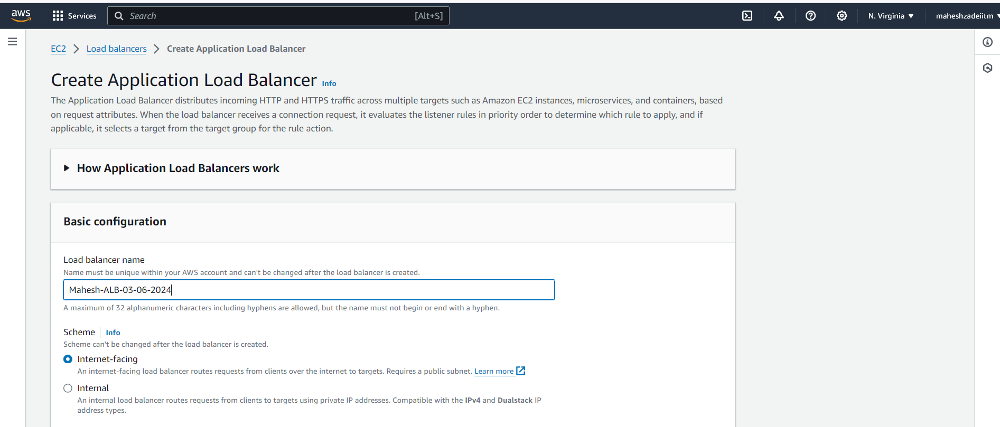 aws
Services
Search
[Alt+S]
N. Virginia
maheshzadeiitm
EC2
Load balancers
Create Application Load Balancer
Create Application Load Balancer Info
The Application Load Balancer distributes incoming HTTP and HTTPS traffic across multiple targets such as Amazon EC2 instances, microservices, and containers, based
on request attributes. When the load balancer receives a connection request, it evaluates the listener rules in priority order to determine which rule to apply, and if
applicable, it selects a target from the target group for the rule action.
How Application Load Balancers work
Basic configuration
Load balancer name
Name must be unique within your AWS account and can't be changed after the load balancer is created.
Mahesh-ALB-03-06-2024
A maximum of 32 alphanumeric characters including hyphens are allowed, but the name must not begin or end with a hyphen.
Scheme Info
Scheme can't be changed after the load balancer is created.
Internet-facing
An internet-facing load balancer routes requests from clients over the internet to targets. Requires a public subnet. Learn more
Internal
An internal load balancer routes requests from clients to targets using private IP addresses. Compatible with the IPv4 and Dualstack IP
address types.